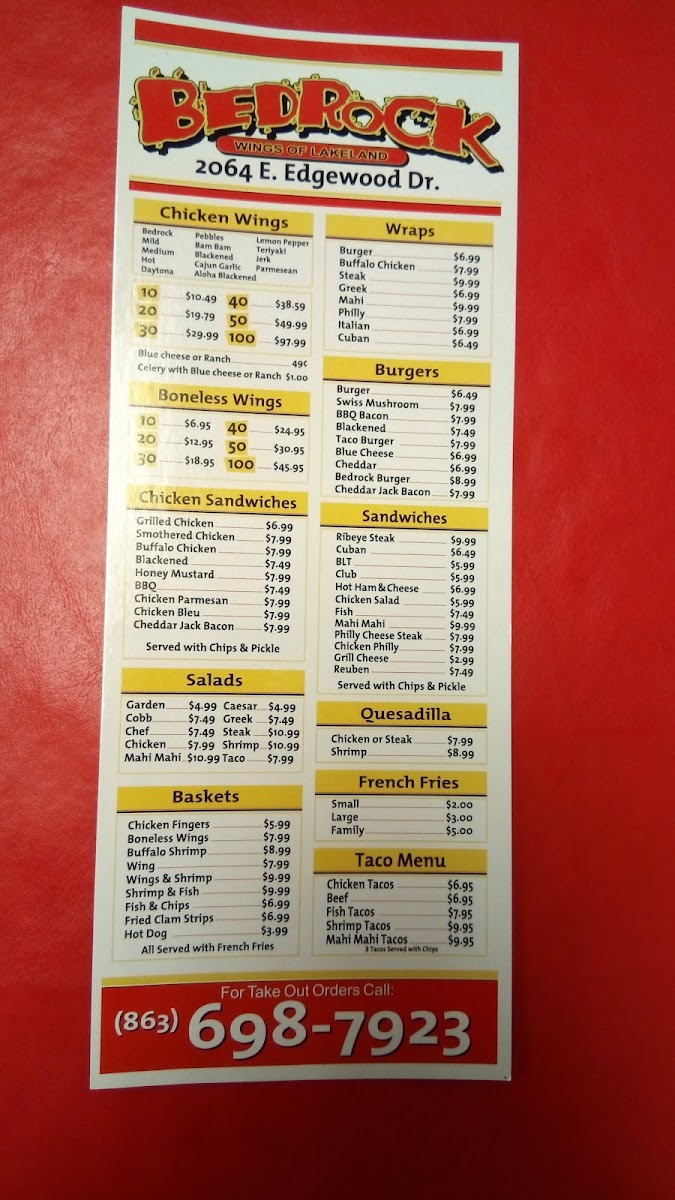 BEDROCK
WINGS OF LAKELAND
2064 E. Edgewood Dr.
Chicken Wings
Bedrock Pebbles Lemon Pepper
Mild Bam Bam Teriyaki
Medium Blackened Jerk
Hot Cajun Garlic Parmesean
Daytona Aloha Blackened
10 $10.49 40 $38.59
20 $19.79 50 $49.99
30 $29.99 100 $97.99
Blue cheese or Ranch 49¢
Celery with Blue cheese or Ranch $1.00
Boneless Wings
10 $6.95 40 $24.95
20 $12.95 50 $30.95
30 $18.95 100 $45.95
Chicken Sandwiches
Grilled Chicken $6.99
Smothered Chicken $7.99
Buffalo Chicken $7.99
Blackened $7.49
Honey Mustard $7.99
BBQ $7.49
Chicken Parmesan $7.99
Chicken Bleu $7.99
Cheddar Jack Bacon $7.99
Served with Chips & Pickle
Salads
Garden $4.99 Caesar $4.99
Cobb $7.49 Greek $7.49
Chef $7.49 Steak $10.99
Chicken $7.99 Shrimp $10.99
Mahi Mahi $10.99 Taco $7.99
Baskets
Chicken Fingers $5.99
Boneless Wings $7.99
Buffalo Shrimp $8.99
Wing $7.99
Wings & Shrimp $9.99
Shrimp & Fish $9.99
Fish & Chips $6.99
Fried Clam Strips $6.99
Hot Dog $3.99
All Served with French Fries
Wraps
Burger $6.99
Buffalo Chicken $7.99
Steak $9.99
Greek $6.99
Mahi $9.99
Philly $7.99
Italian $6.99
Cuban $6.49
Burgers
Burger $6.49
Swiss Mushroom $7.99
BBQ Bacon $7.99
Blackened $7.49
Taco Burger $7.99
Blue Cheese $6.99
Cheddar $6.99
Bedrock Burger $8.99
Cheddar Jack Bacon $7.99
Sandwiches
Ribeye Steak $9.99
Cuban $6.49
BLT $5.99
Club $5.99
Hot Ham & Cheese $6.99
Chicken Salad $5.99
Fish $7.49
Mahi Mahi $9.99
Philly Cheese Steak $7.99
Chicken Philly $7.99
Grill Cheese $2.99
Reuben $7.49
Served with Chips & Pickle
Quesadilla
Chicken or Steak $7.99
Shrimp $8.99
French Fries
Small $2.00
Large $3.00
Family $5.00
Taco Menu
Chicken Tacos $6.95
Beef $6.95
Fish Tacos $7.95
Shrimp Tacos $9.95
Mahi Mahi Tacos $9.95
3 Tacos Served with Chips
For Take Out Orders Call:
(863) 698-7923